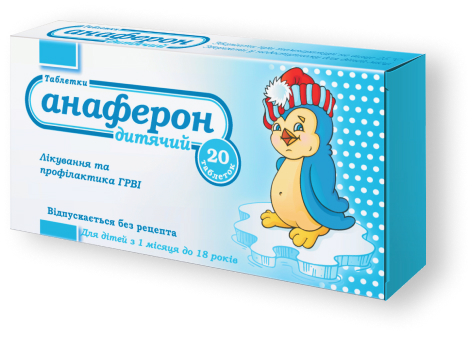 Таблетки
анаферон
дитячий
20
таблеток
Лікування та
профілактика ГРВІ
Відпускається без рецепта
Для дітей з 1 місяця до 18 років